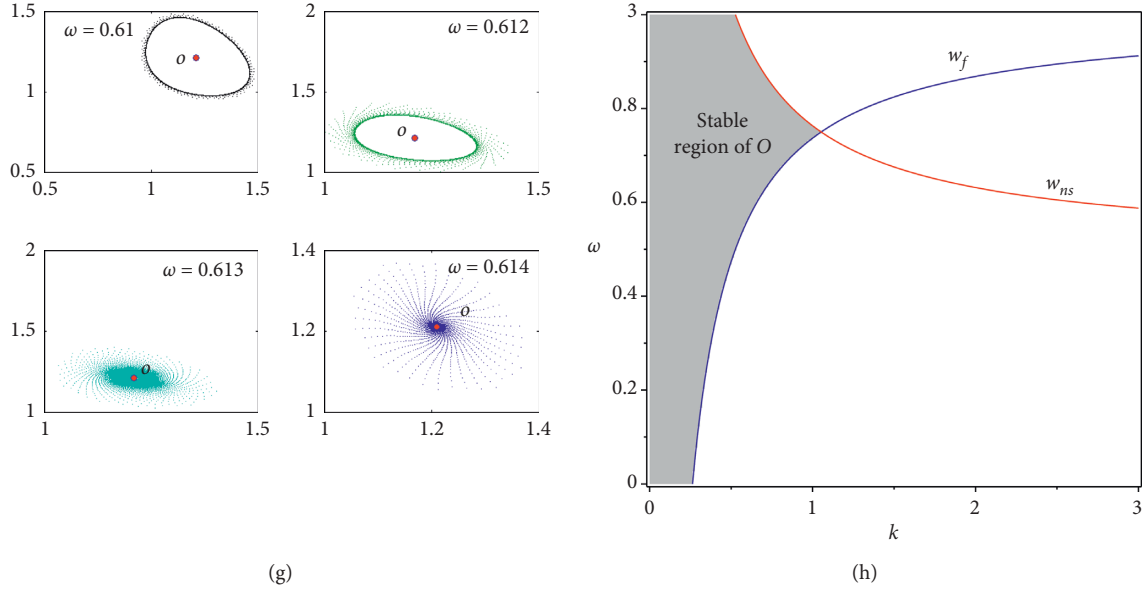 1.5
1
0.5
0.5
1
1.5
ω = 0.61
o
2
1.5
1
1
1.5
ω = 0.612
o
2
1.5
1
1
1.5
ω = 0.613
o
1.4
1.2
1
1
1.2
1.4
ω = 0.614
o
(g)
3
0.8
0.6
ω
0.4
0.2
0
0
1
2
3
k
Stable
region of O
w_f
w_ns
(h)